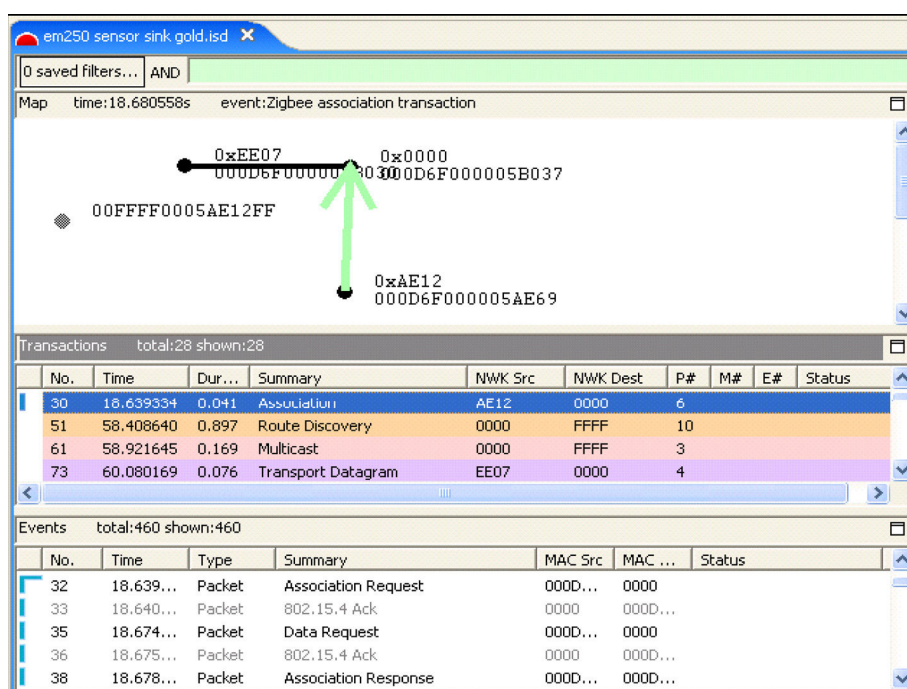 em250 sensor sink gold.isd
0 saved filters... AND
Map time:18.680558s event:Zigbee association transaction
0xEE07 0x0000
000D6F000005B037
00FFFF0005AE12FF
0xAE12
000D6F000005AE69
Transactions total:28 shown:28
No. Time Dur... Summary NWK Src NWK Dest P# M# E# Status
30 18.639334 0.041 Association AE12 0000 6
51 58.408640 0.897 Route Discovery 0000 FFFF 10
61 58.921645 0.169 Multicast 0000 FFFF 3
73 60.080169 0.076 Transport Datagram EE07 0000 4
Events total:460 shown:460
No. Time Type Summary MAC Src MAC ... Status
32 18.639... Packet Association Request 000D... 0000
33 18.640... Packet 802.15.4 Ack 0000 000D...
35 18.674... Packet Data Request 000D... 0000
36 18.675... Packet 802.15.4 Ack 0000 000D...
38 18.678... Packet Association Response 000D... 000D...